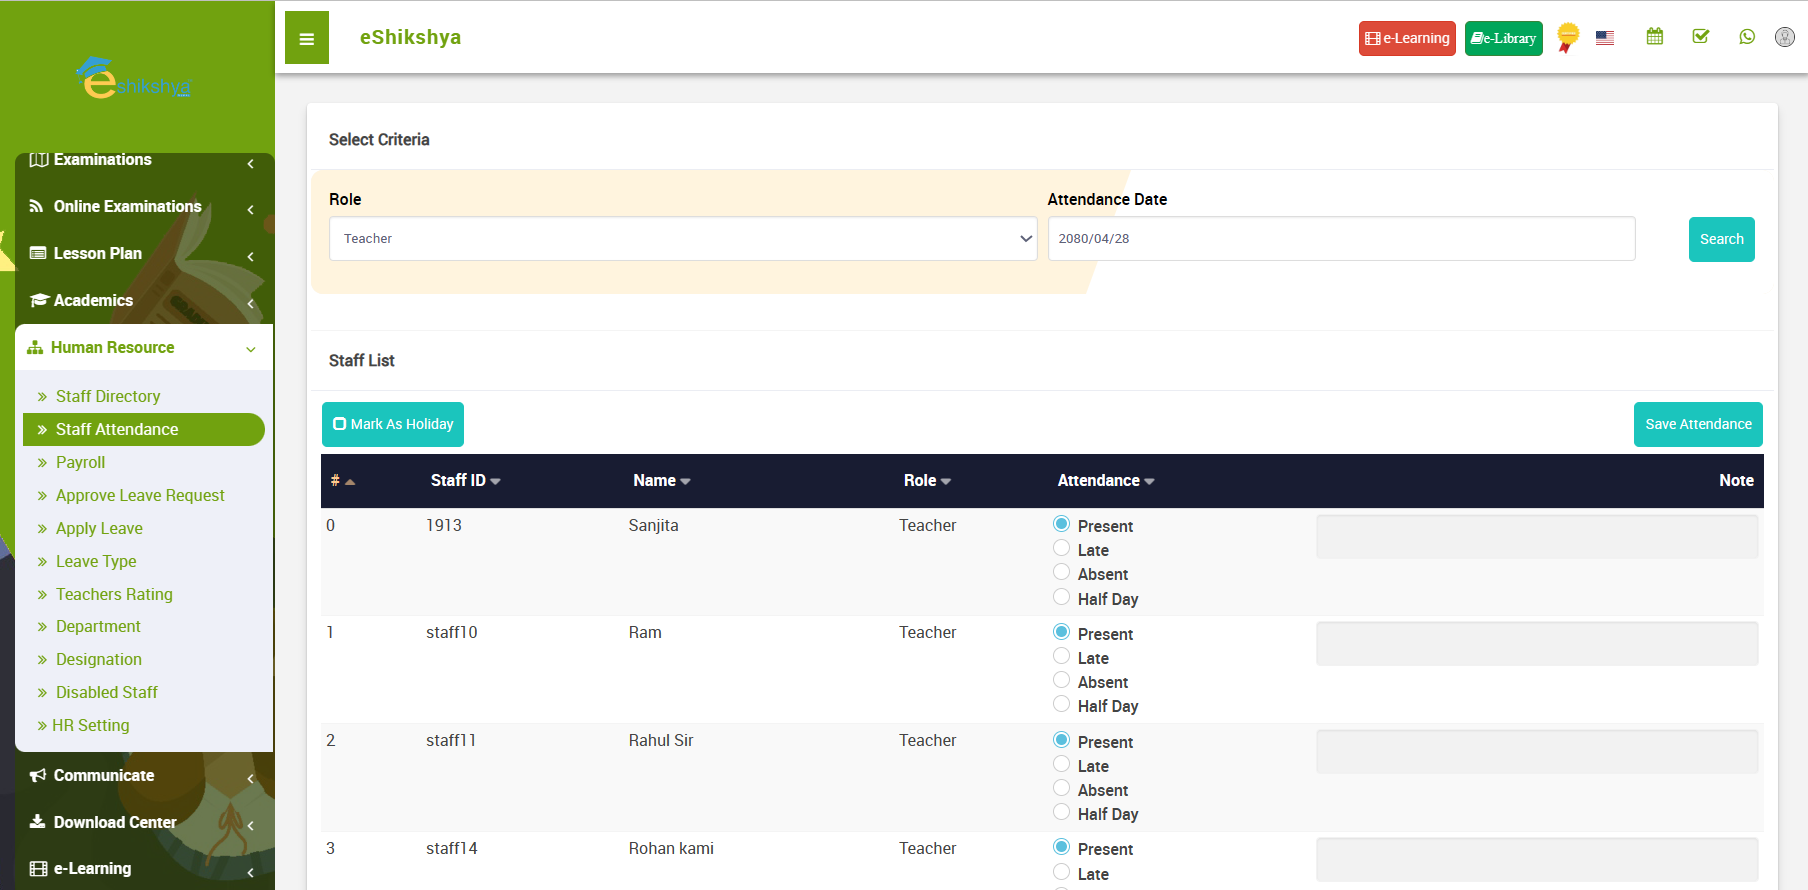 eshikshya
Examinations
Online Examinations
Lesson Plan
Academics
Human Resource
Staff Directory
Staff Attendance
Payroll
Approve Leave Request
Apply Leave
Leave Type
Teachers Rating
Department
Designation
Disabled Staff
HR Setting
Communicate
Download Center
e-Learning
eShikshya
e-Learning
e-Library
Select Criteria
Role
Attendance Date
Teacher
2080/04/28
Search
Staff List
Mark As Holiday
Save Attendance
# Staff ID Name Role Attendance Note
0 1913 Sanjita Teacher Present
Late
Absent
Half Day
1 staff10 Ram Teacher Present
Late
Absent
Half Day
2 staff11 Rahul Sir Teacher Present
Late
Absent
Half Day
3 staff14 Rohan kami Teacher Present
Late